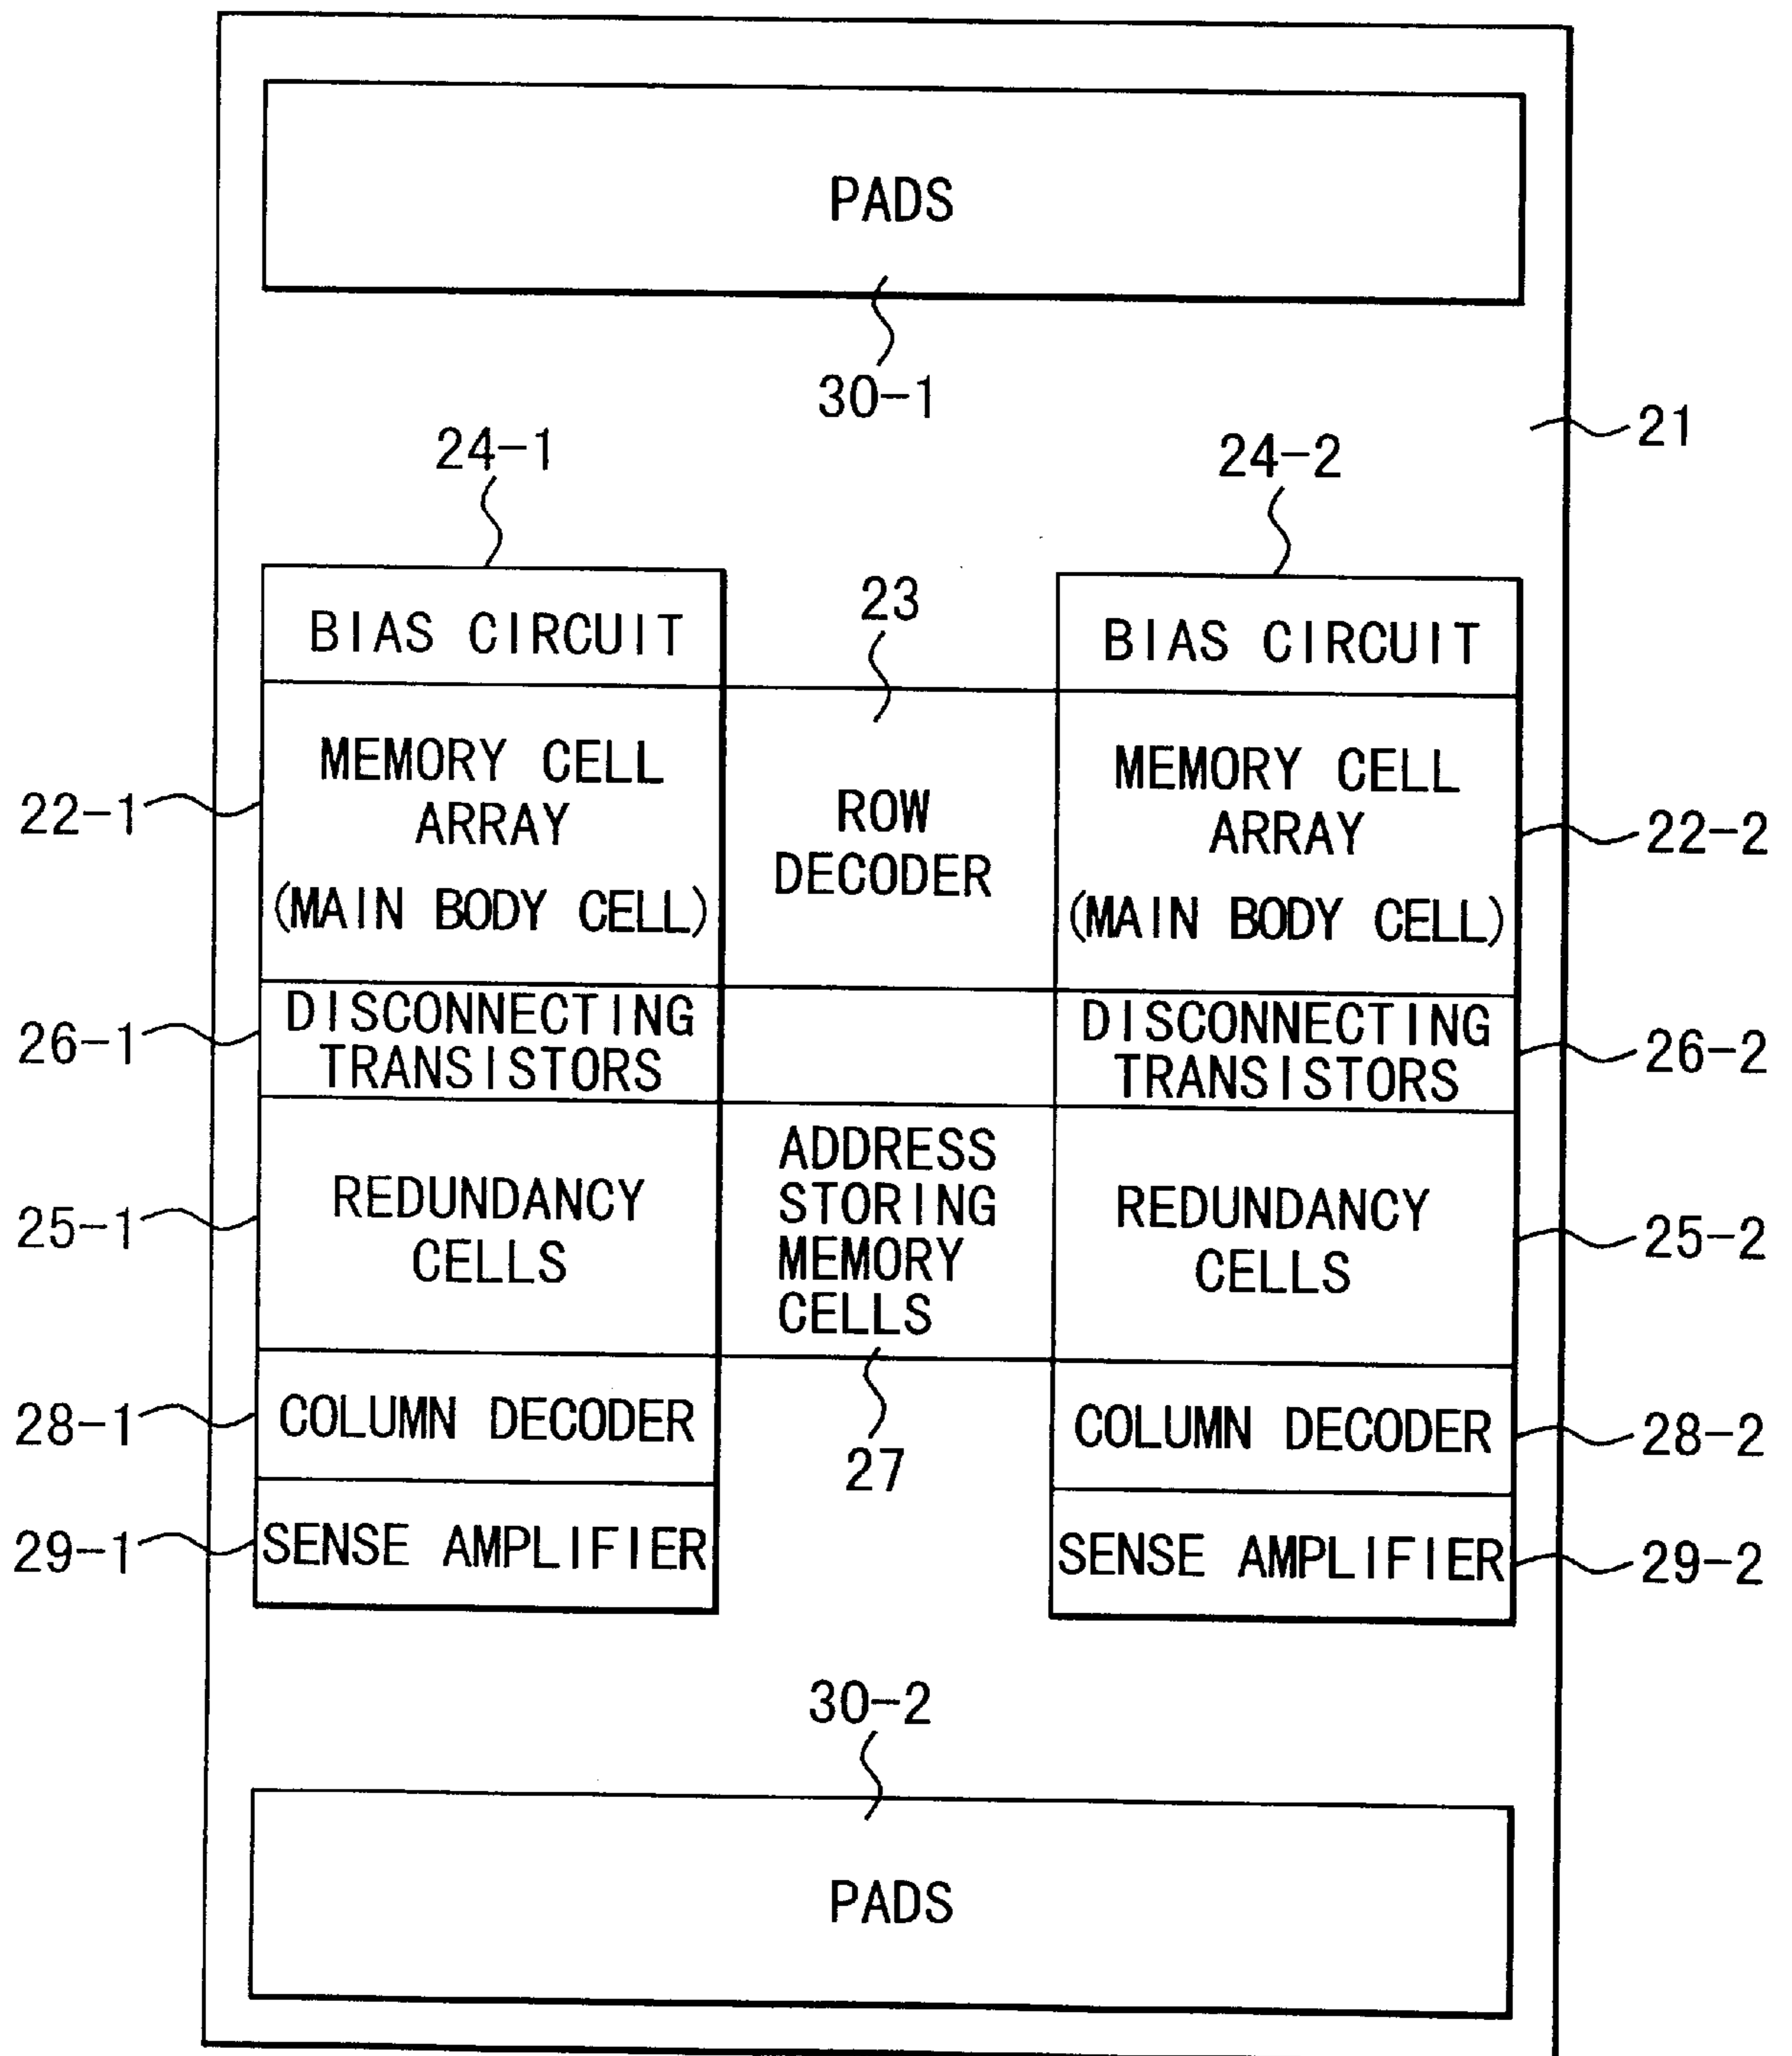 PADS
30-1
21
24-1
24-2
23
BIAS CIRCUIT
BIAS CIRCUIT
22-1
MEMORY CELL
ARRAY
(MAIN BODY CELL)
ROW
DECODER
MEMORY CELL
ARRAY
(MAIN BODY CELL)
22-2
26-1
DISCONNECTING
TRANSISTORS
DISCONNECTING
TRANSISTORS
26-2
25-1
REDUNDANCY
CELLS
ADDRESS
STORING
MEMORY
CELLS
REDUNDANCY
CELLS
25-2
28-1
COLUMN DECODER
27
COLUMN DECODER
28-2
29-1
SENSE AMPLIFIER
SENSE AMPLIFIER
29-2
30-2
PADS